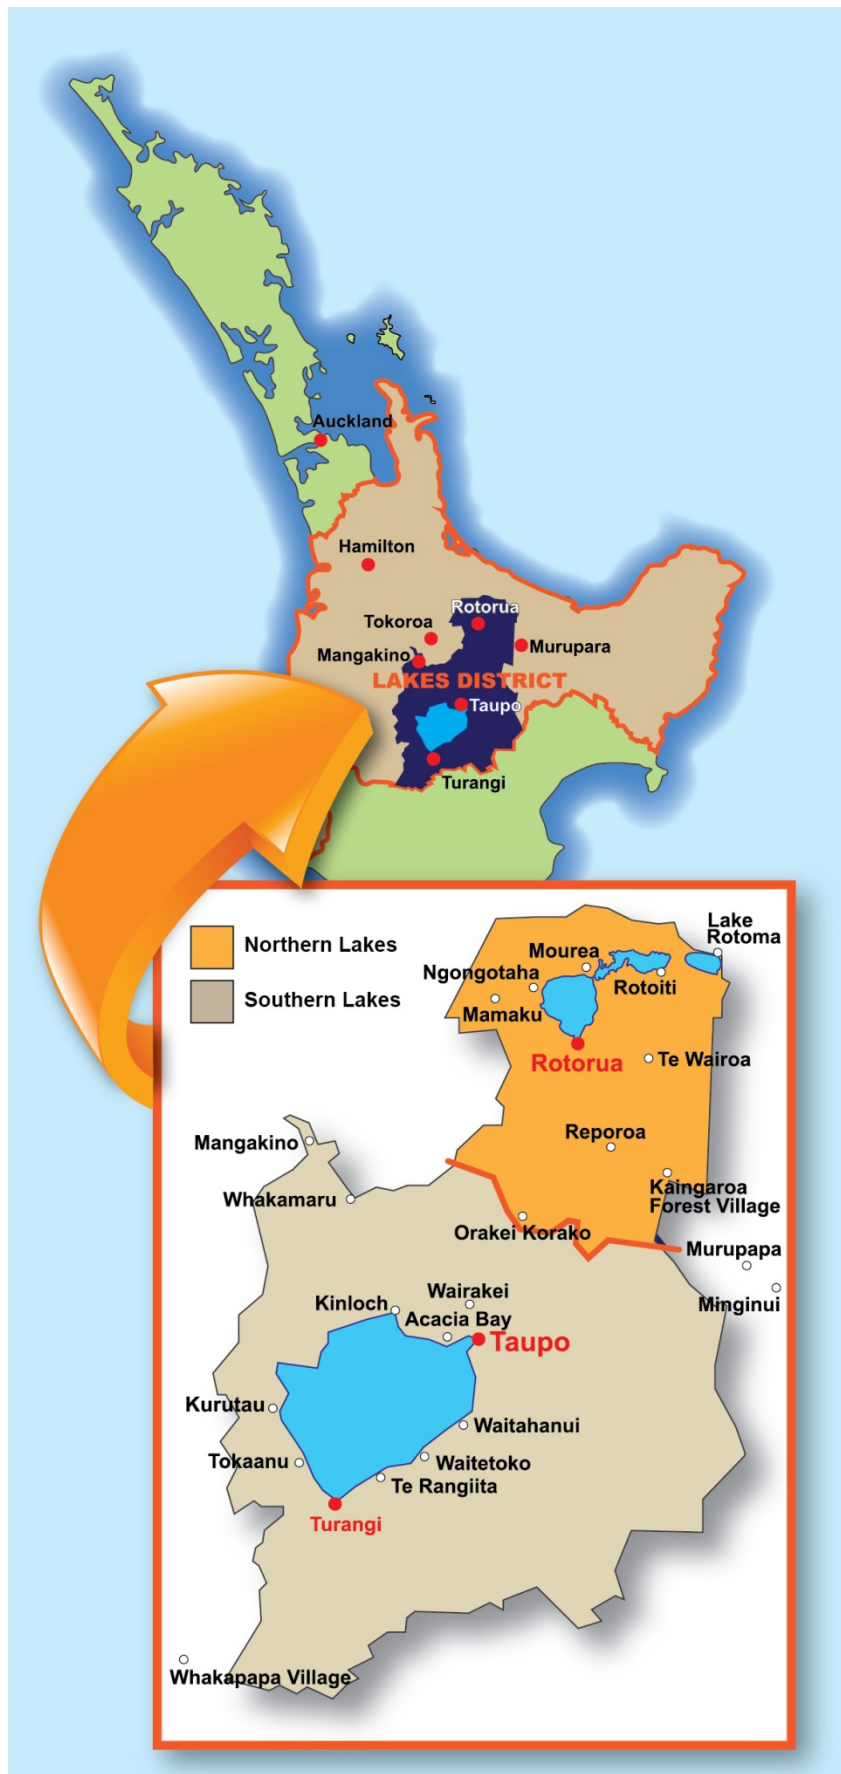 Auckland
Hamilton
Rotorua
Tokoroa
Murupara
Mangakino
LAKES DISTRICT
Taupo
Turangi
Northern Lakes
Southern Lakes
Lake
Rotoma
Mourea
Ngongotaha
Rotoiti
Mamaku
Rotorua
Te Wairoa
Reporoa
Mangakino
Kaingaroa
Forest Village
Whakamaru
Orakei Korako
Murupapa
Minginui
Wairakei
Kinloch
Acacia Bay
Taupo
Kurutau
Waitahanui
Tokaanu
Waitetoko
Te Rangiita
Turangi
Whakapapa Village